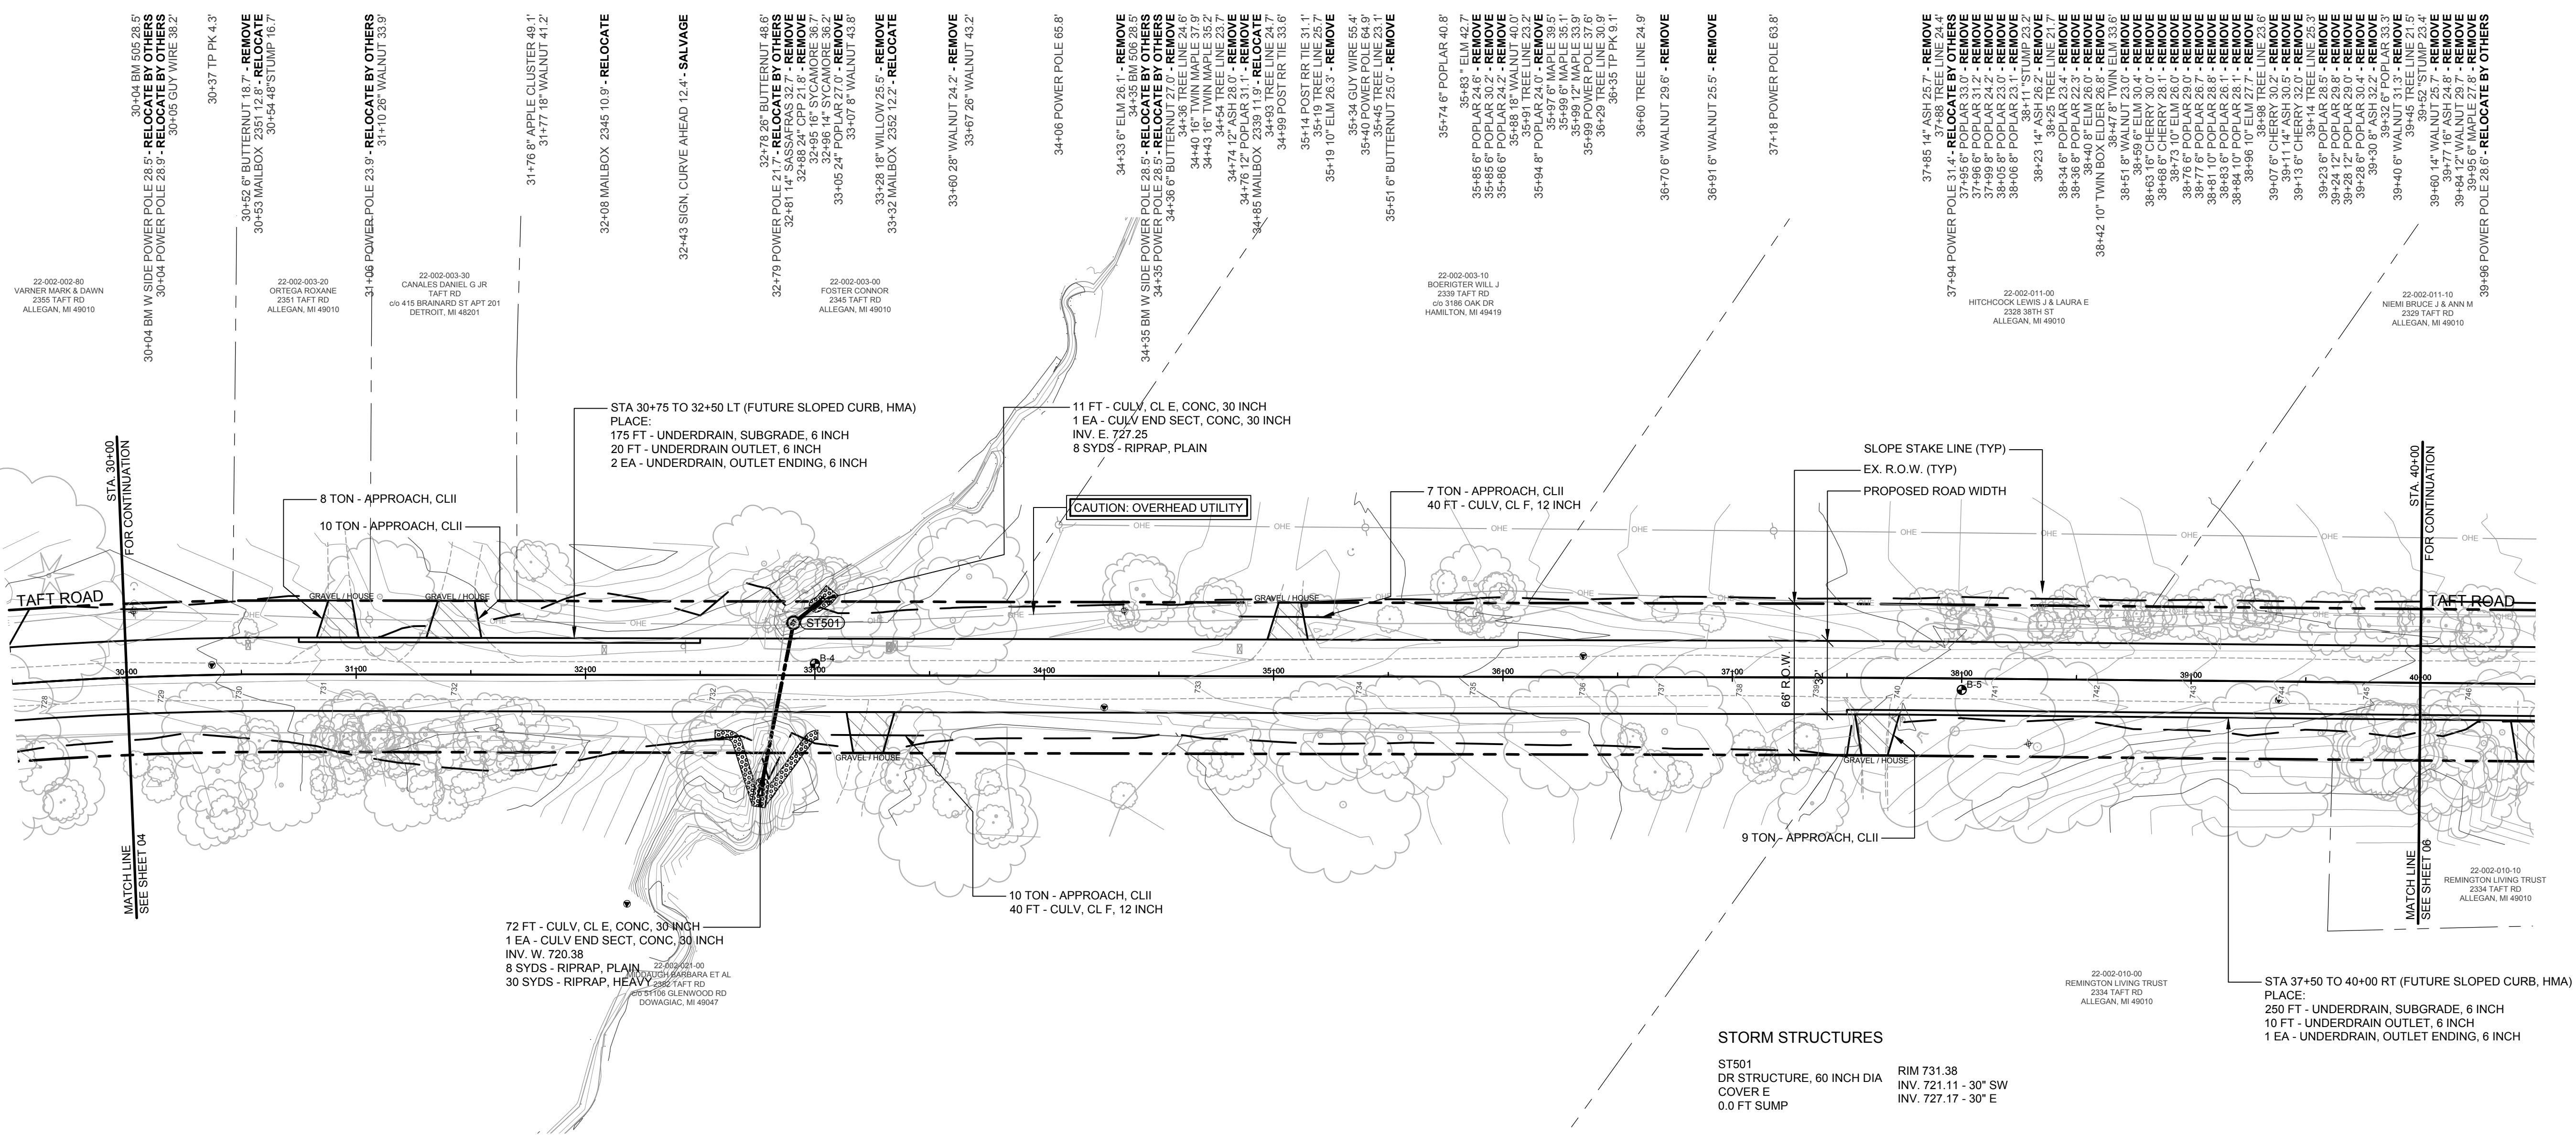 30+04 BM 505 28.5'
30+04 BM W SIDE POWER POLE 28.5' - RELOCATE BY OTHERS
30+04 POWER POLE 28.9' - RELOCATE BY OTHERS
30+05 GUY WIRE 38.2'
30+37 TP PK 4.3'
30+52 6" BUTTERNUT 18.7' - REMOVE
30+53 MAILBOX 2351 12.8' - RELOCATE
30+54 48"STUMP 16.7'
31+06 POWER POLE 23.9' - RELOCATE BY OTHERS
31+10 26" WALNUT 33.9'
31+76 8" APPLE CLUSTER 49.1'
31+77 18" WALNUT 41.2'
32+08 MAILBOX 2345 10.9' - RELOCATE
32+43 SIGN, CURVE AHEAD 12.4' - SALVAGE
32+78 26" BUTTERNUT 48.6'
32+79 POWER POLE 21.7' - RELOCATE BY OTHERS
32+81 14" SASSAFRAS 32.7' - REMOVE
32+88 24" CPP 21.8' - REMOVE
32+95 16" SYCAMORE 36.7'
32+96 14" SYCAMORE 36.2'
33+05 24" POPLAR 27.0' - REMOVE
33+07 8" WALNUT 43.8'
33+28 18" WILLOW 25.5' - REMOVE
33+32 MAILBOX 2352 12.2' - RELOCATE
33+60 28" WALNUT 24.2' - REMOVE
33+67 26" WALNUT 43.2'
34+06 POWER POLE 65.8'
34+33 6" ELM 26.1' - REMOVE
34+35 BM 506 28.5'
34+35 BM W SIDE POWER POLE 28.5' - RELOCATE BY OTHERS
34+35 POWER POLE 28.5' - RELOCATE BY OTHERS
34+36 6" BUTTERNUT 27.0' - REMOVE
34+36 TREE LINE 24.6'
34+40 16" TWIN MAPLE 37.9'
34+43 16" TWIN MAPLE 35.2'
34+54 TREE LINE 23.7'
34+74 12" ASH 28.0' - REMOVE
34+76 12" POPLAR 31.1' - REMOVE
34+85 MAILBOX 2339 11.9' - RELOCATE
34+93 TREE LINE 24.7'
34+99 POST RR TIE 33.6'
35+14 POST RR TIE 31.1'
35+19 TREE LINE 25.7'
35+19 10" ELM 26.3' - REMOVE
35+34 GUY WIRE 55.4'
35+40 POWER POLE 64.9'
35+45 TREE LINE 23.1'
35+51 6" BUTTERNUT 25.0' - REMOVE
35+74 6" POPLAR 40.8'
35+83 " ELM 42.7'
35+85 6" POPLAR 24.6' - REMOVE
35+85 6" POPLAR 30.2' - REMOVE
35+86 6" POPLAR 24.2' - REMOVE
35+88 18" WALNUT 40.0'
35+91 TREE LINE 23.2'
35+94 8" POPLAR 24.0' - REMOVE
35+97 6" MAPLE 39.5'
35+99 6" MAPLE 35.1'
35+99 12" MAPLE 33.9'
35+99 POWER POLE 37.6'
36+29 TREE LINE 30.9'
36+35 TP PK 9.1'
36+60 TREE LINE 24.9'
36+70 6" WALNUT 29.6' - REMOVE
36+91 6" WALNUT 25.5' - REMOVE
37+18 POWER POLE 63.8'
37+85 14" ASH 25.7' - REMOVE
37+88 TREE LINE 24.4'
37+94 POWER POLE 31.4' - RELOCATE BY OTHERS
37+95 6" POPLAR 33.0' - REMOVE
37+96 6" POPLAR 31.2' - REMOVE
37+99 8" POPLAR 24.2' - REMOVE
38+05 8" POPLAR 23.0' - REMOVE
38+06 8" POPLAR 23.1' - REMOVE
38+11 "STUMP 23.2'
38+23 14" ASH 26.2' - REMOVE
38+25 TREE LINE 21.7'
38+34 6" POPLAR 23.4' - REMOVE
38+36 8" POPLAR 22.3' - REMOVE
38+40 8" ELM 26.0' - REMOVE
38+42 10" TWIN BOX ELDER 26.8' - REMOVE
38+47 8" TWIN ELM 33.6'
38+51 8" WALNUT 23.0' - REMOVE
38+59 6" ELM 30.4' - REMOVE
38+63 16" CHERRY 30.0' - REMOVE
38+68 6" CHERRY 28.1' - REMOVE
38+73 10" ELM 26.0' - REMOVE
38+76 6" POPLAR 29.0' - REMOVE
38+77 6" POPLAR 26.7' - REMOVE
38+81 10" POPLAR 28.8' - REMOVE
38+83 6" POPLAR 26.1' - REMOVE
38+84 10" POPLAR 28.1' - REMOVE
38+96 10" ELM 27.7' - REMOVE
38+98 TREE LINE 23.6'
39+07 6" CHERRY 30.2' - REMOVE
39+11 14" ASH 30.5' - REMOVE
39+13 6" CHERRY 32.0' - REMOVE
39+14 TREE LINE 25.3'
39+23 6" POPLAR 28.5' - REMOVE
39+24 12" POPLAR 29.8' - REMOVE
39+28 12" POPLAR 29.0' - REMOVE
39+28 6" POPLAR 30.4' - REMOVE
39+30 8" ASH 32.2' - REMOVE
39+32 6" POPLAR 33.3'
39+40 6" WALNUT 31.3' - REMOVE
39+45 TREE LINE 21.5'
39+52 "STUMP 23.4'
39+60 14" WALNUT 25.7' - REMOVE
39+77 16" ASH 24.8' - REMOVE
39+84 12" WALNUT 29.7' - REMOVE
39+95 6" MAPLE 27.8' - REMOVE
39+96 POWER POLE 28.6' - RELOCATE BY OTHERS
22-002-002-80
VARNER MARK & DAWN
2355 TAFT RD
ALLEGAN, MI 49010
22-002-003-20
ORTEGA ROXANE
2351 TAFT RD
ALLEGAN, MI 49010
22-002-003-30
CANALES DANIEL G JR
TAFT RD
c/o 415 BRAINARD ST APT 201
DETROIT, MI 48201
22-002-003-00
FOSTER CONNOR
2345 TAFT RD
ALLEGAN, MI 49010
22-002-003-10
BOERIGTER WILL J
2339 TAFT RD
c/o 3186 OAK DR
HAMILTON, MI 49419
22-002-011-00
HITCHCOCK LEWIS J & LAURA E
2328 38TH ST
ALLEGAN, MI 49010
22-002-011-10
NIEMI BRUCE J & ANN M
2329 TAFT RD
ALLEGAN, MI 49010
STA 30+75 TO 32+50 LT (FUTURE SLOPED CURB, HMA)
PLACE:
175 FT - UNDERDRAIN, SUBGRADE, 6 INCH
20 FT - UNDERDRAIN OUTLET, 6 INCH
2 EA - UNDERDRAIN, OUTLET ENDING, 6 INCH
11 FT - CULV, CL E, CONC, 30 INCH
1 EA - CULV END SECT, CONC, 30 INCH
INV. E. 727.25
8 SYDS - RIPRAP, PLAIN
SLOPE STAKE LINE (TYP)
EX. R.O.W. (TYP)
PROPOSED ROAD WIDTH
STA. 30+00
FOR CONTINUATION
STA. 40+00
FOR CONTINUATION
8 TON - APPROACH, CLII
10 TON - APPROACH, CLII
CAUTION: OVERHEAD UTILITY
7 TON - APPROACH, CLII
40 FT - CULV, CL F, 12 INCH
OHE
OHE
OHE
OHE
OHE
OHE
OHE
OHE
OHE
OHE
TAFT ROAD
GRAVEL / HOUSE
GRAVEL / HOUSE
GRAVEL / HOUSE
TAFT ROAD
OHE
OHE
OHE
OHE
OHE
OHE
ST501
B-4
30+00
31+00
32+00
33+00
34+00
35+00
36+00
37+00
38+00
39+00
40+00
B-5
728
729
730
731
732
732
733
734
735
736
737
738
739
740
741
742
743
744
745
746
66' R.O.W.
32'
GRAVEL / HOUSE
GRAVEL / HOUSE
MATCH LINE
SEE SHEET 04
9 TON - APPROACH, CLII
MATCH LINE
SEE SHEET 06
22-002-010-10
REMINGTON LIVING TRUST
2334 TAFT RD
ALLEGAN, MI 49010
10 TON - APPROACH, CLII
40 FT - CULV, CL F, 12 INCH
72 FT - CULV, CL E, CONC, 30 INCH
1 EA - CULV END SECT, CONC, 30 INCH
INV. W. 720.38
8 SYDS - RIPRAP, PLAIN
30 SYDS - RIPRAP, HEAVY
22-002-021-00
MIDDAUGH BARBARA ET AL
2382 TAFT RD
c/o 51106 GLENWOOD RD
DOWAGIAC, MI 49047
22-002-010-00
REMINGTON LIVING TRUST
2334 TAFT RD
ALLEGAN, MI 49010
STA 37+50 TO 40+00 RT (FUTURE SLOPED CURB, HMA)
PLACE:
250 FT - UNDERDRAIN, SUBGRADE, 6 INCH
10 FT - UNDERDRAIN OUTLET, 6 INCH
1 EA - UNDERDRAIN, OUTLET ENDING, 6 INCH
STORM STRUCTURES
ST501
DR STRUCTURE, 60 INCH DIA
COVER E
0.0 FT SUMP
RIM 731.38
INV. 721.11 - 30" SW
INV. 727.17 - 30" E